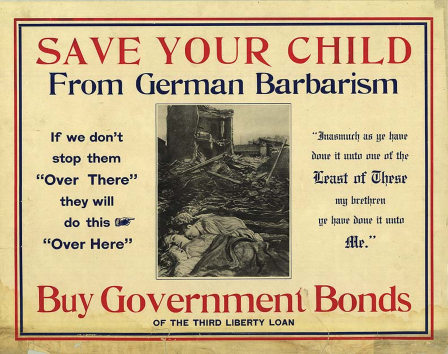 SAVE YOUR CHILD
From German Barbarism
If we don't
stop them
"Over There"
they will
do this
"Over Here"
"Inasmuch as ye have
done it unto one of the
Least of These
my brethren
ye have done it unto
Me."
Buy Government Bonds
OF THE THIRD LIBERTY LOAN